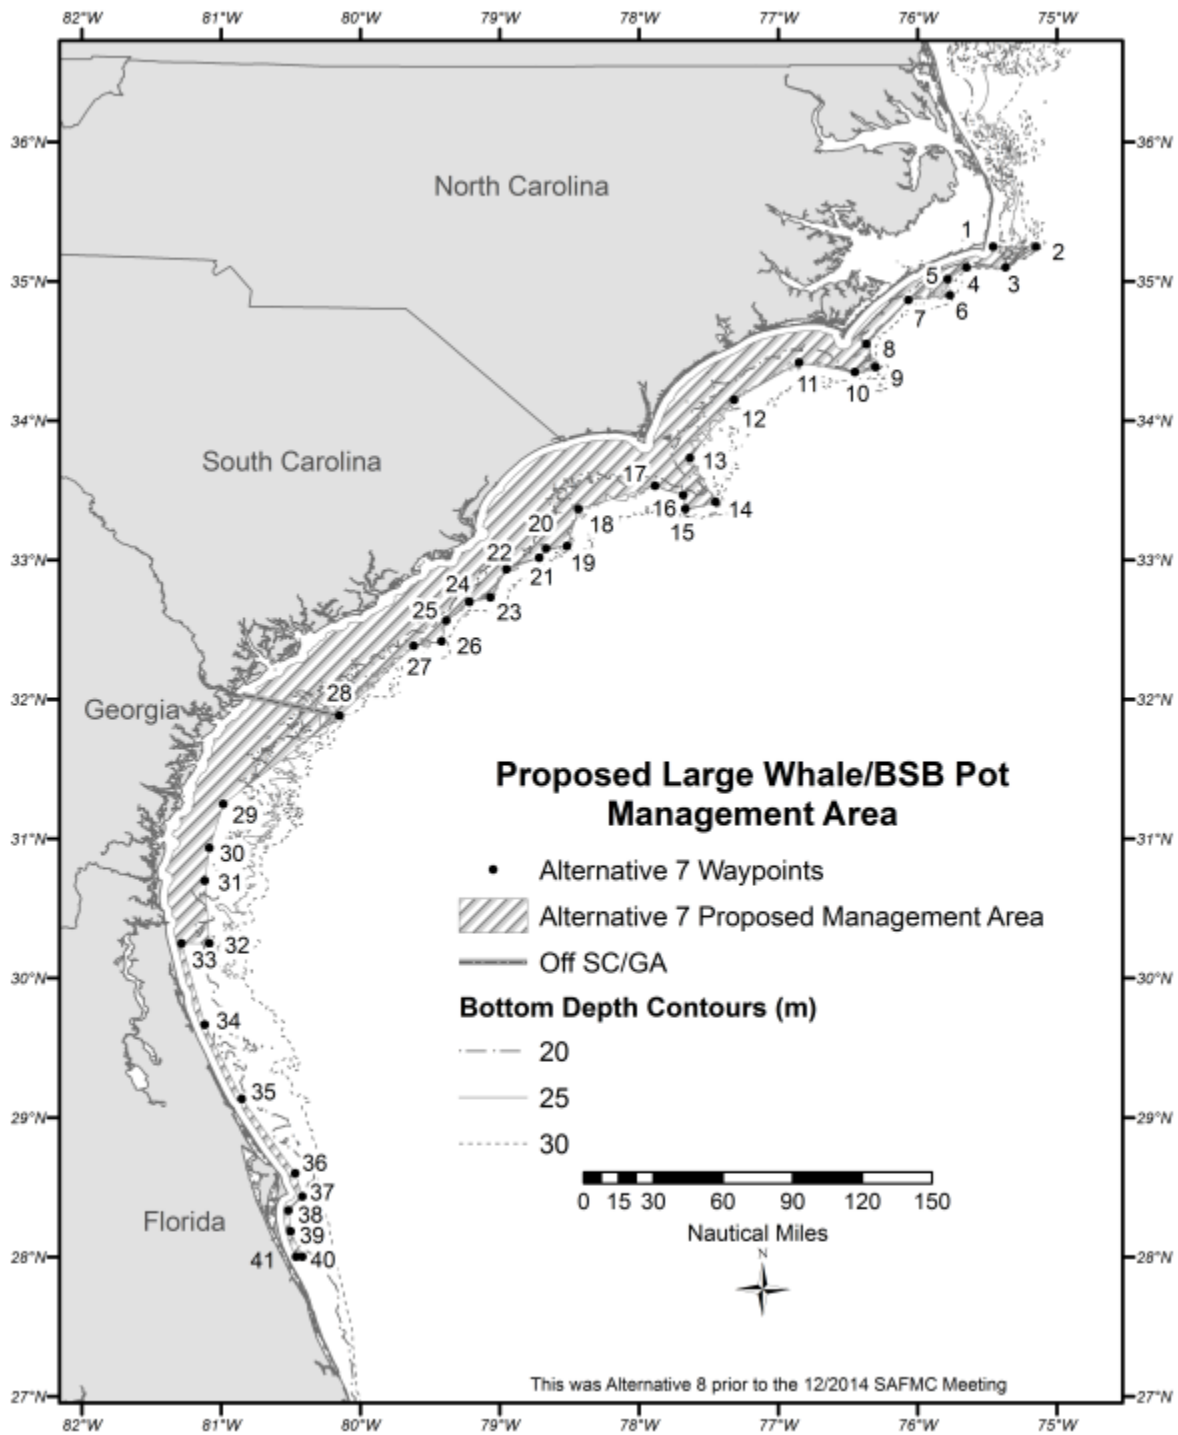 82°W 81°W 80°W 79°W 78°W 77°W 76°W 75°W
36°N 36°N
North Carolina
1
2
35°N 5 4 3 35°N
6
7
8
9
10
11
12
34°N 34°N
South Carolina
13
17
14
16
15
18
20
19
33°N 22 21 33°N
24
23
25
26
27
28
32°N 32°N
Georgia
Proposed Large Whale/BSB Pot
Management Area
29
31°N 31°N
30
31
Alternative 7 Waypoints
Alternative 7 Proposed Management Area
32
33
Off SC/GA
30°N 30°N
Bottom Depth Contours (m)
34
20
35
25
29°N 29°N
30
36
37
0 15 30 60 90 120 150
Nautical Miles
38
Florida
39
N
28°N 41 40 28°N
This was Alternative 8 prior to the 12/2014 SAFMC Meeting
27°N 27°N
82°W 81°W 80°W 79°W 78°W 77°W 76°W 75°W